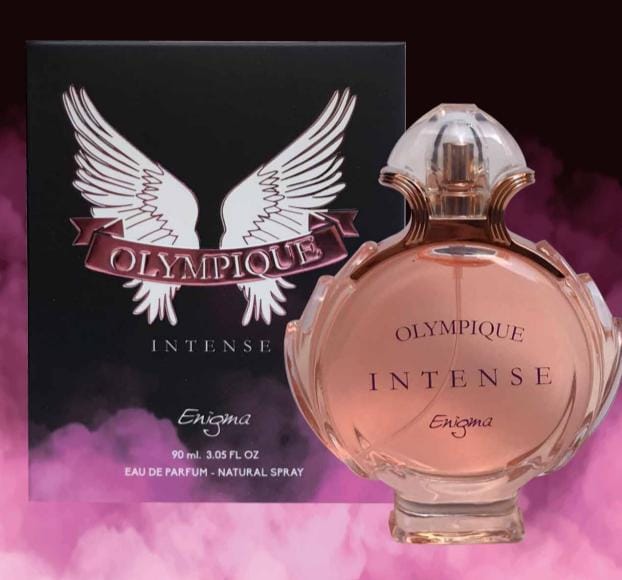 OLYMPIQUE
INTENSE
Enigma
90 ml. 3.05 FL OZ
EAU DE PARFUM - NATURAL SPRAY
OLYMPIQUE
INTENSE
Enigma